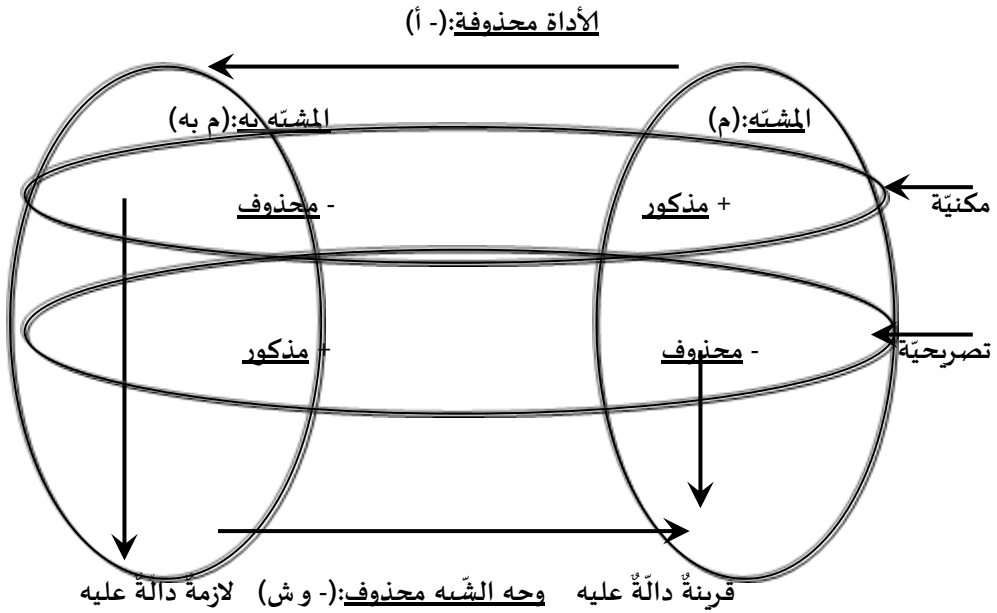 الأداة محذوفة:(- أ)
المشبّه:(م)
المشبّه به:(م به)
مكنيّة
+ مذكور
- محذوف
تصريحيّة
- محذوف
+ مذكور
قرينةٌ دالّةٌ عليه
وجه الشّبه محذوف:(- و ش)
لازمةٌ دالّةٌ عليه